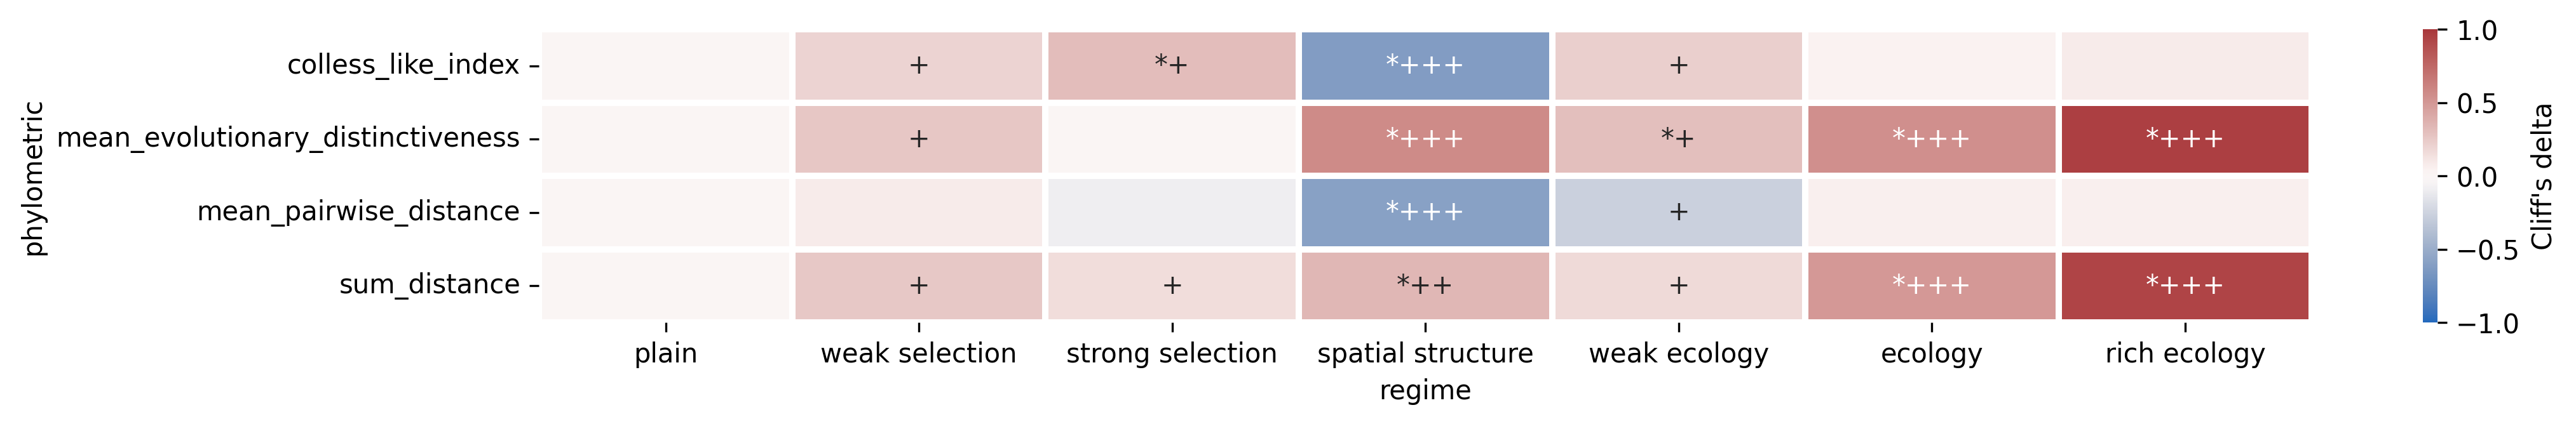 phylometric
colless_like_index + *+ *+++ +
mean_evolutionary_distinctiveness + *+++ *+ *+++ *+++
mean_pairwise_distance *+++ +
sum_distance + + *++ + *+++ *+++
plain weak selection strong selection spatial structure weak ecology ecology rich ecology
regime
1.0
0.5
0.0
−0.5
−1.0
Cliff's delta